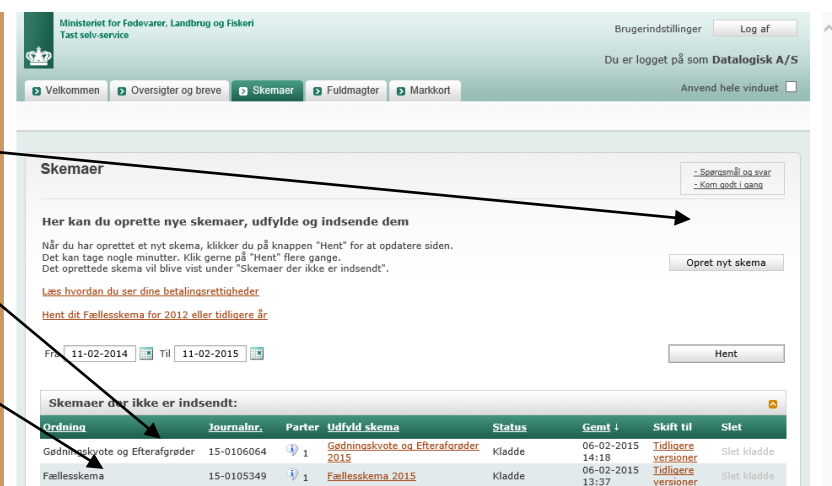 Ministeriet for Fødevarer, Landbrug og Fiskeri
Tast selv-service
Brugerindstillinger
Log af
Du er logget på som Datalogisk A/S
Velkommen
Oversigter og breve
Skemaer
Fuldmagter
Markkort
Anvend hele vinduet
Skemaer
- Spørgsmål og svar
- Kom godt i gang
Her kan du oprette nye skemaer, udfylde og indsende dem
Når du har oprettet et nyt skema, klikker du på knappen "Hent" for at opdatere siden.
Det kan tage nogle minutter. Klik gerne på "Hent" flere gange.
Det oprettede skema vil blive vist under "Skemaer der ikke er indsendt".
Opret nyt skema
Læs hvordan du ser dine betalingsrettigheder
Hent dit Fællesskema for 2012 eller tidligere år
Fra 11-02-2014 Til 11-02-2015
Hent
Skemaer der ikke er indsendt:
Ordning Journalnr. Parter Udfyld skema Status Gemt ↓ Skift til Slet
Gødningskvote og Efterafgrøder 15-0106064 1 Gødningskvote og Efterafgrøder 2015 Kladde 06-02-2015 14:18 Tidligere versioner Slet kladde
Fællesskema 15-0105349 1 Fællesskema 2015 Kladde 06-02-2015 13:37 Tidligere versioner Slet kladde